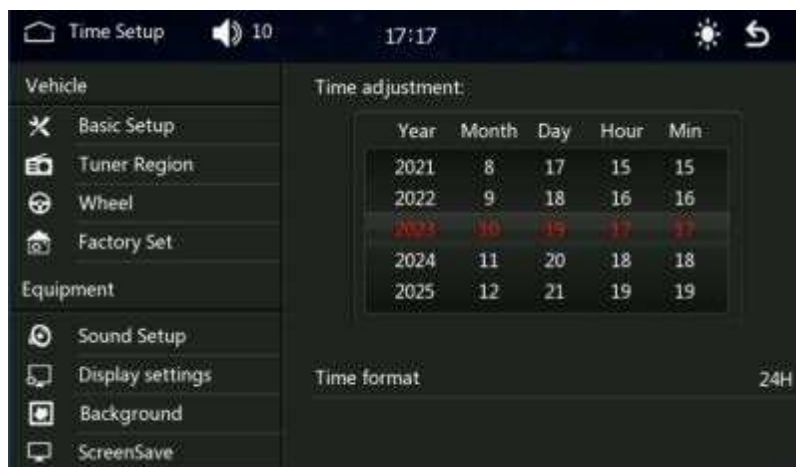 Time Setup 10 17:17
Vehicle
Basic Setup
Tuner Region
Wheel
Factory Set
Equipment
Sound Setup
Display settings
Background
ScreenSave
Time adjustment:
Year Month Day Hour Min
2021 8 17 15 15
2022 9 18 16 16
2023 10 19 17 17
2024 11 20 18 18
2025 12 21 19 19
Time format 24H